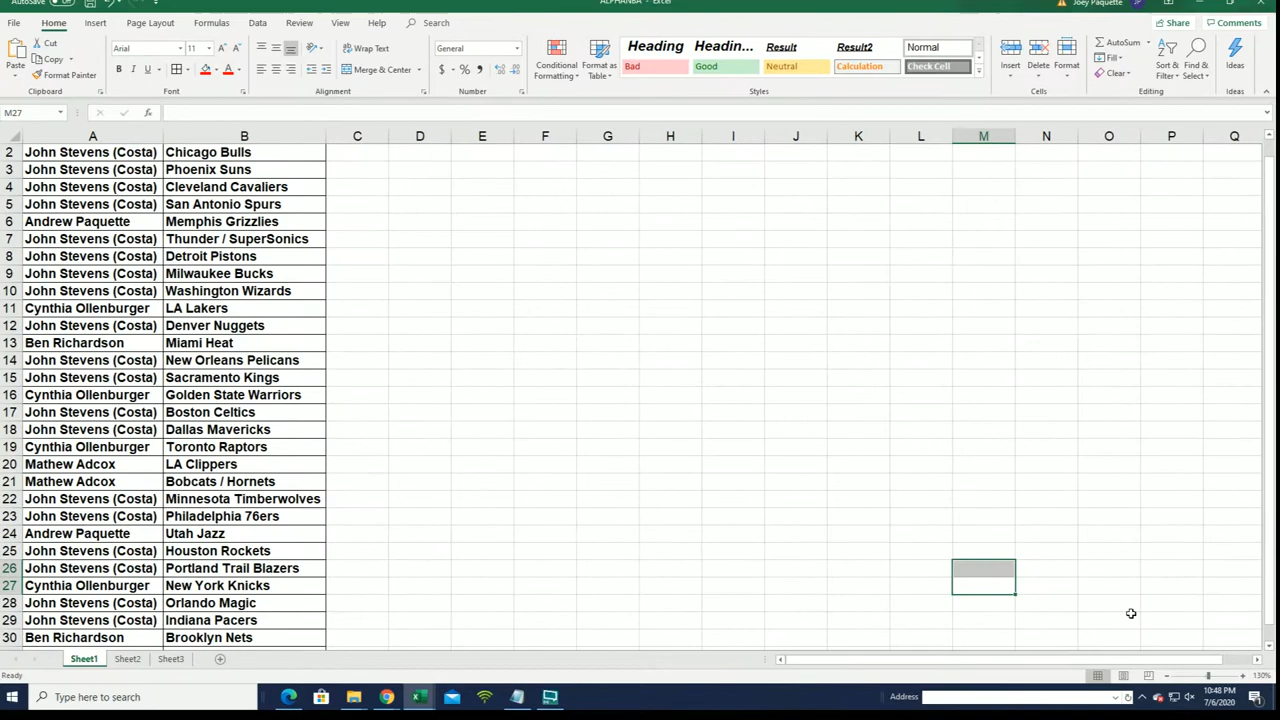 AutoSave Off ALPHANBA - Excel Joey Paquette JP
File Home Insert Page Layout Formulas Data Review View Help Search Share Comments
Paste Cut Copy Format Painter Clipboard
Arial 11 A A B I U A Font
Wrap Text Merge & Center Alignment
General $ % , Number
Conditional Formatting Format as Table
Heading Headin... Result Result2 Normal
Bad Good Neutral Calculation Check Cell
Styles
Insert Delete Format Cells
AutoSum Fill Clear Sort & Filter Find & Select Editing
Ideas Ideas
M27 fx
A B C D E F G H I J K L M N O P Q
2 John Stevens (Costa) Chicago Bulls
3 John Stevens (Costa) Phoenix Suns
4 John Stevens (Costa) Cleveland Cavaliers
5 John Stevens (Costa) San Antonio Spurs
6 Andrew Paquette Memphis Grizzlies
7 John Stevens (Costa) Thunder / SuperSonics
8 John Stevens (Costa) Detroit Pistons
9 John Stevens (Costa) Milwaukee Bucks
10 John Stevens (Costa) Washington Wizards
11 Cynthia Ollenburger LA Lakers
12 John Stevens (Costa) Denver Nuggets
13 Ben Richardson Miami Heat
14 John Stevens (Costa) New Orleans Pelicans
15 John Stevens (Costa) Sacramento Kings
16 Cynthia Ollenburger Golden State Warriors
17 John Stevens (Costa) Boston Celtics
18 John Stevens (Costa) Dallas Mavericks
19 Cynthia Ollenburger Toronto Raptors
20 Mathew Adcox LA Clippers
21 Mathew Adcox Bobcats / Hornets
22 John Stevens (Costa) Minnesota Timberwolves
23 John Stevens (Costa) Philadelphia 76ers
24 Andrew Paquette Utah Jazz
25 John Stevens (Costa) Houston Rockets
26 John Stevens (Costa) Portland Trail Blazers
27 Cynthia Ollenburger New York Knicks
28 John Stevens (Costa) Orlando Magic
29 John Stevens (Costa) Indiana Pacers
30 Ben Richardson Brooklyn Nets
Sheet1 Sheet2 Sheet3
Ready 130%
Type here to search Address 10:48 PM
7/6/2020